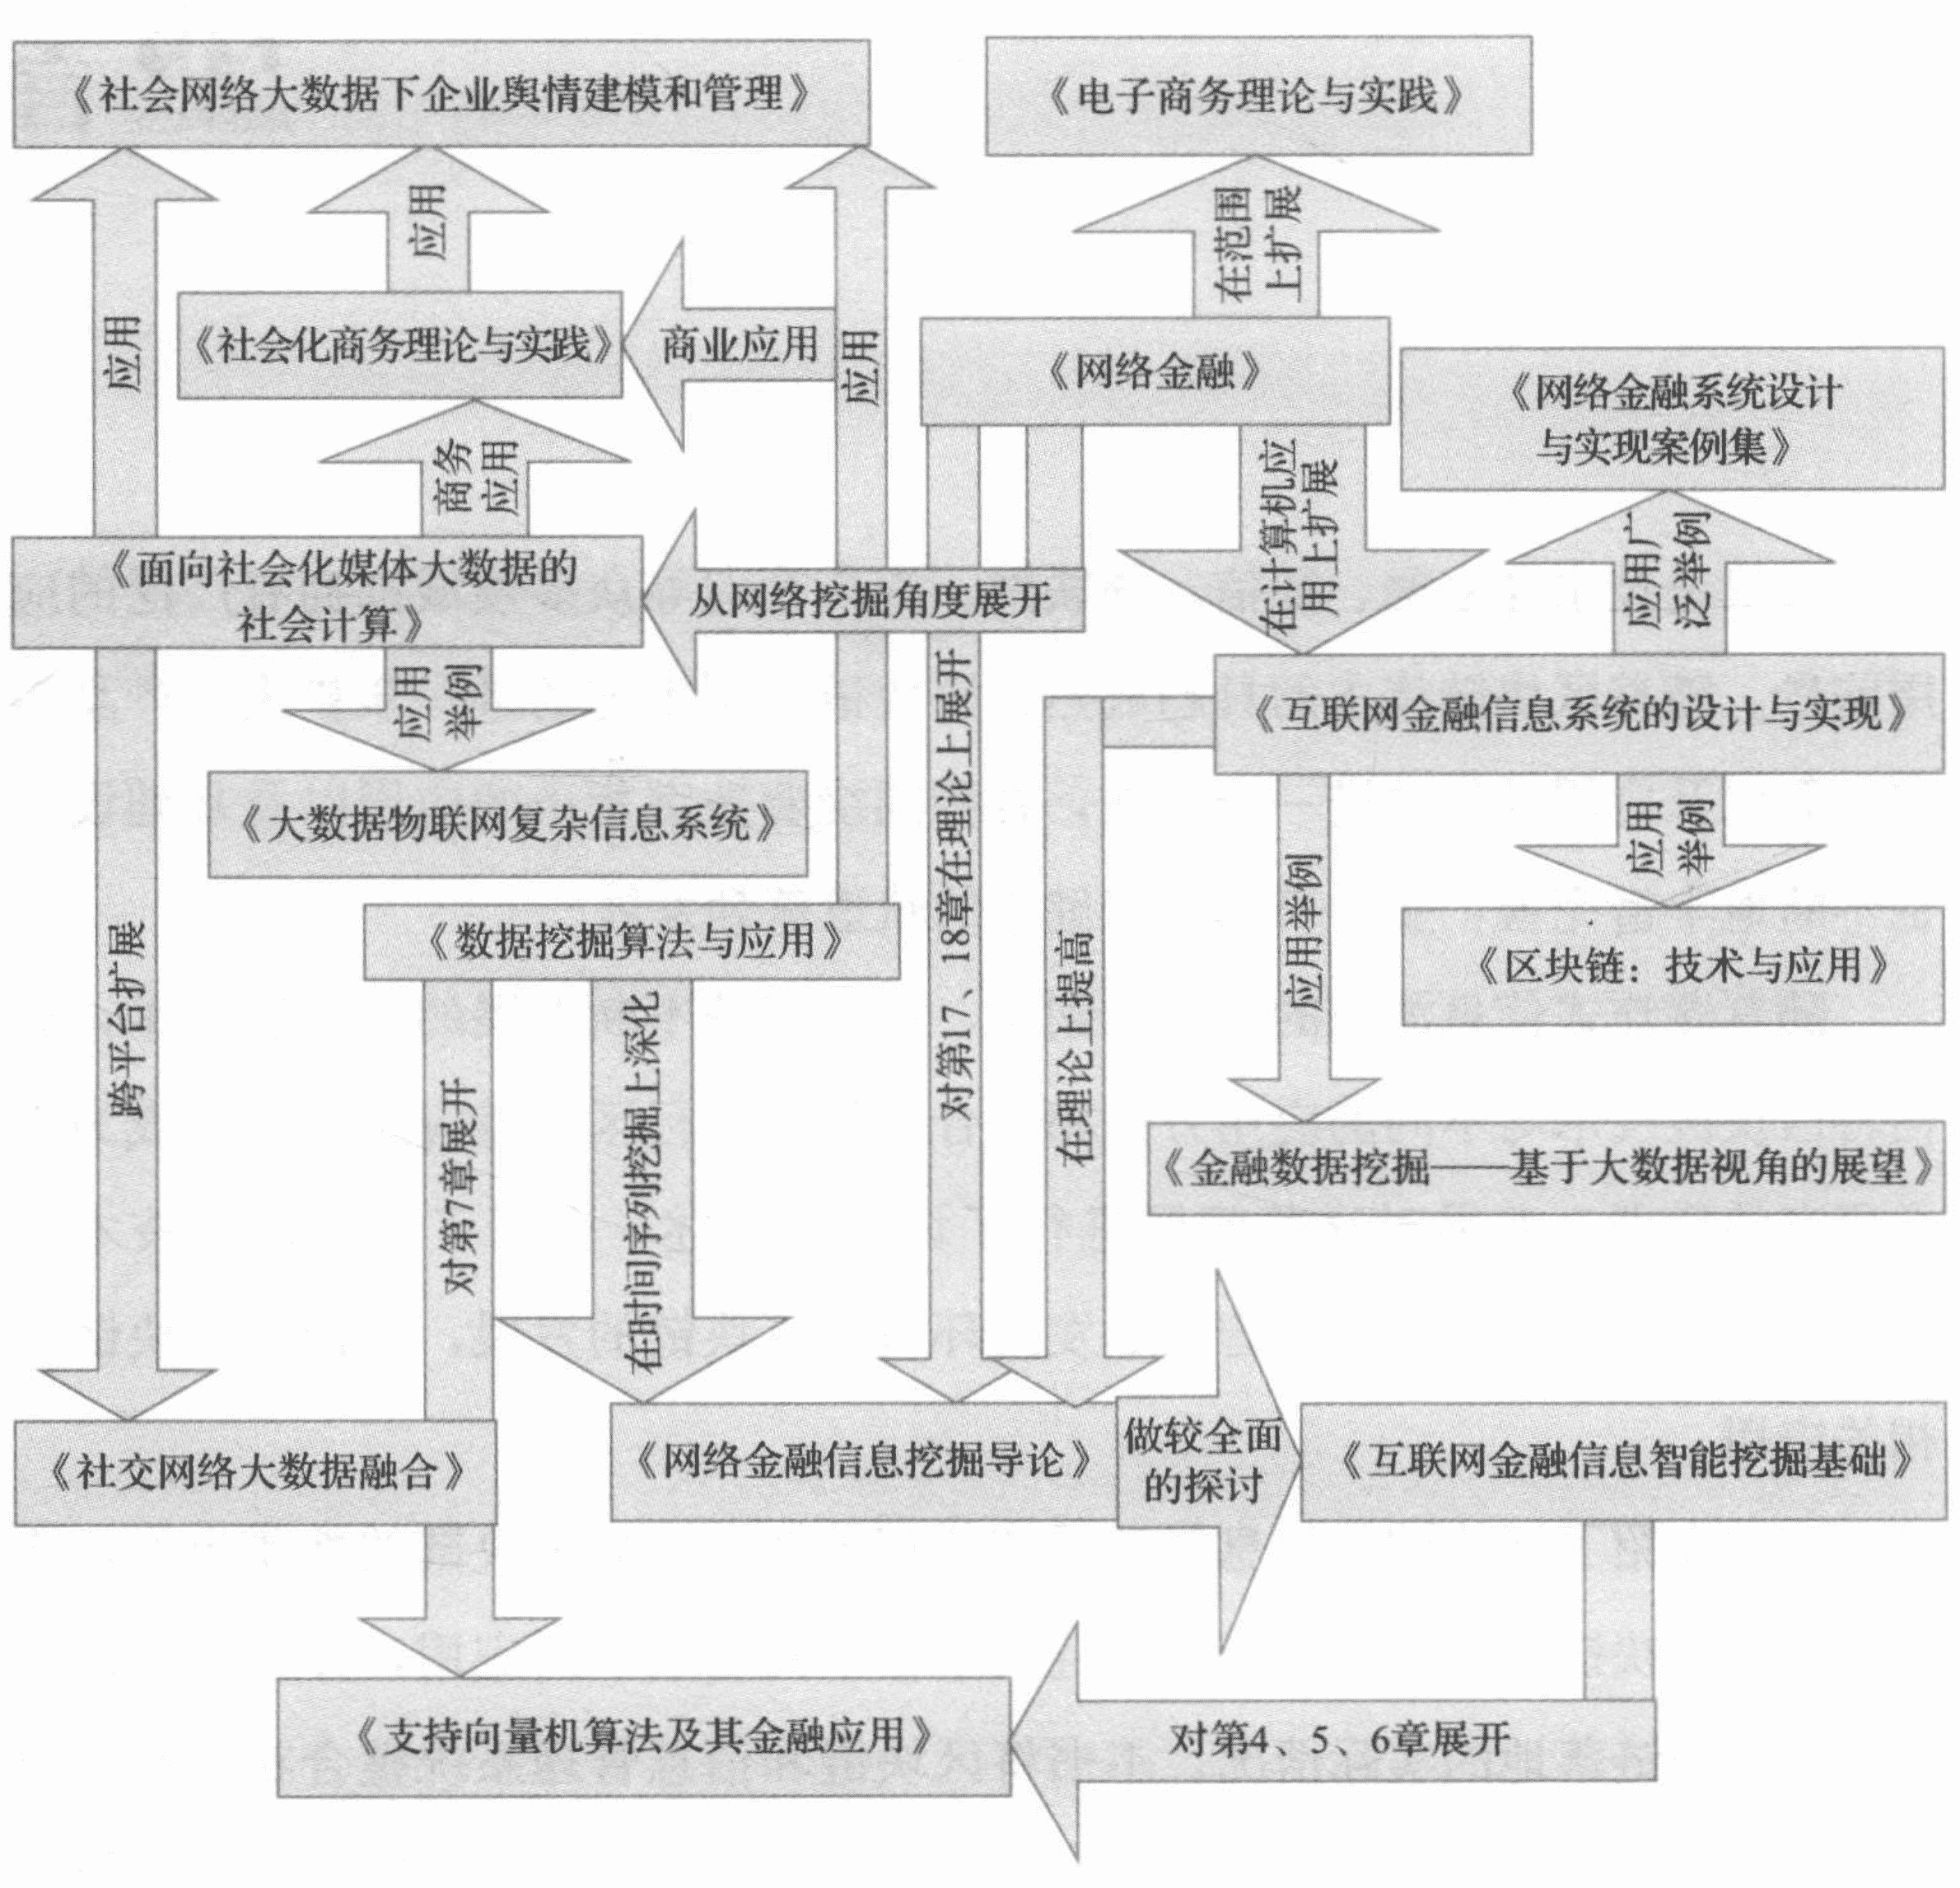 《社会网络大数据下企业舆情建模和管理》
《电子商务理论与实践》
应用
在范围
上扩展
应用
《社会化商务理论与实践》
商业应用
应用
《网络金融》
《网络金融系统设计
与实现案例集》
商务
应用
在计算机应
用上扩展
应用广
泛举例
《面向社会化媒体大数据的
社会计算》
从网络挖掘角度展开
应用
举例
《互联网金融信息系统的设计与实现》
《大数据物联网复杂信息系统》
对第17、18章在理论上展开
应用
举例
应用举例
《数据挖掘算法与应用》
《区块链：技术与应用》
跨平台扩展
在理论上提高
对第7章展开
在时间序列挖掘上深化
《金融数据挖掘——基于大数据视角的展望》
《社交网络大数据融合》
《网络金融信息挖掘导论》
做较全面
的探讨
《互联网金融信息智能挖掘基础》
《支持向量机算法及其金融应用》
对第4、5、6章展开